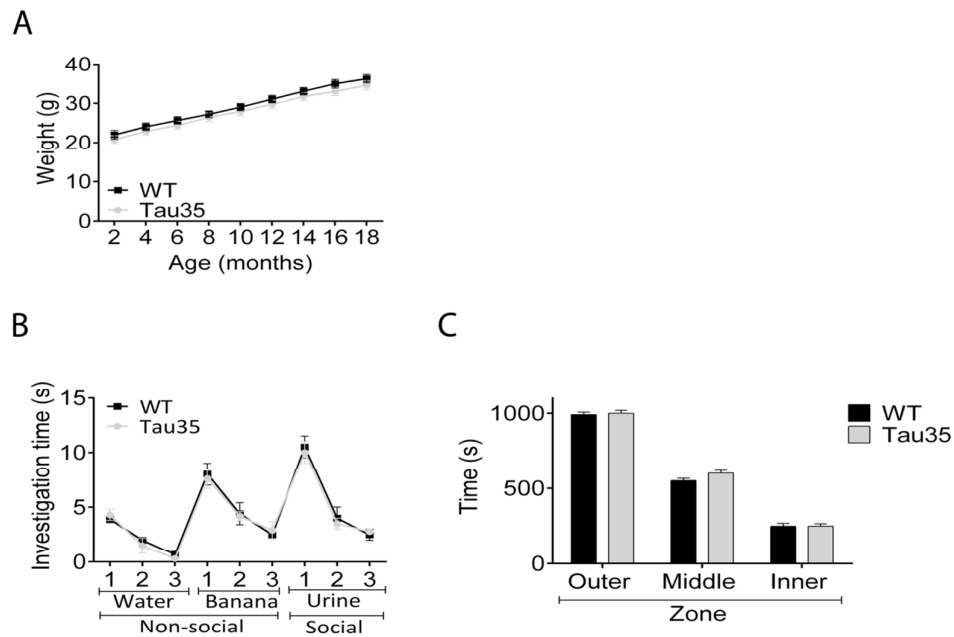 A
Weight (g)
40
30
20
10
0
WT
Tau35
2 4 6 8 10 12 14 16 18
Age (months)
B
Investigation time (s)
15
10
5
0
WT
Tau35
1 2 3 1 2 3 1 2 3
Water Banana Urine
Non-social Social
C
Time (s)
1000
500
0
WT
Tau35
Outer Middle Inner
Zone